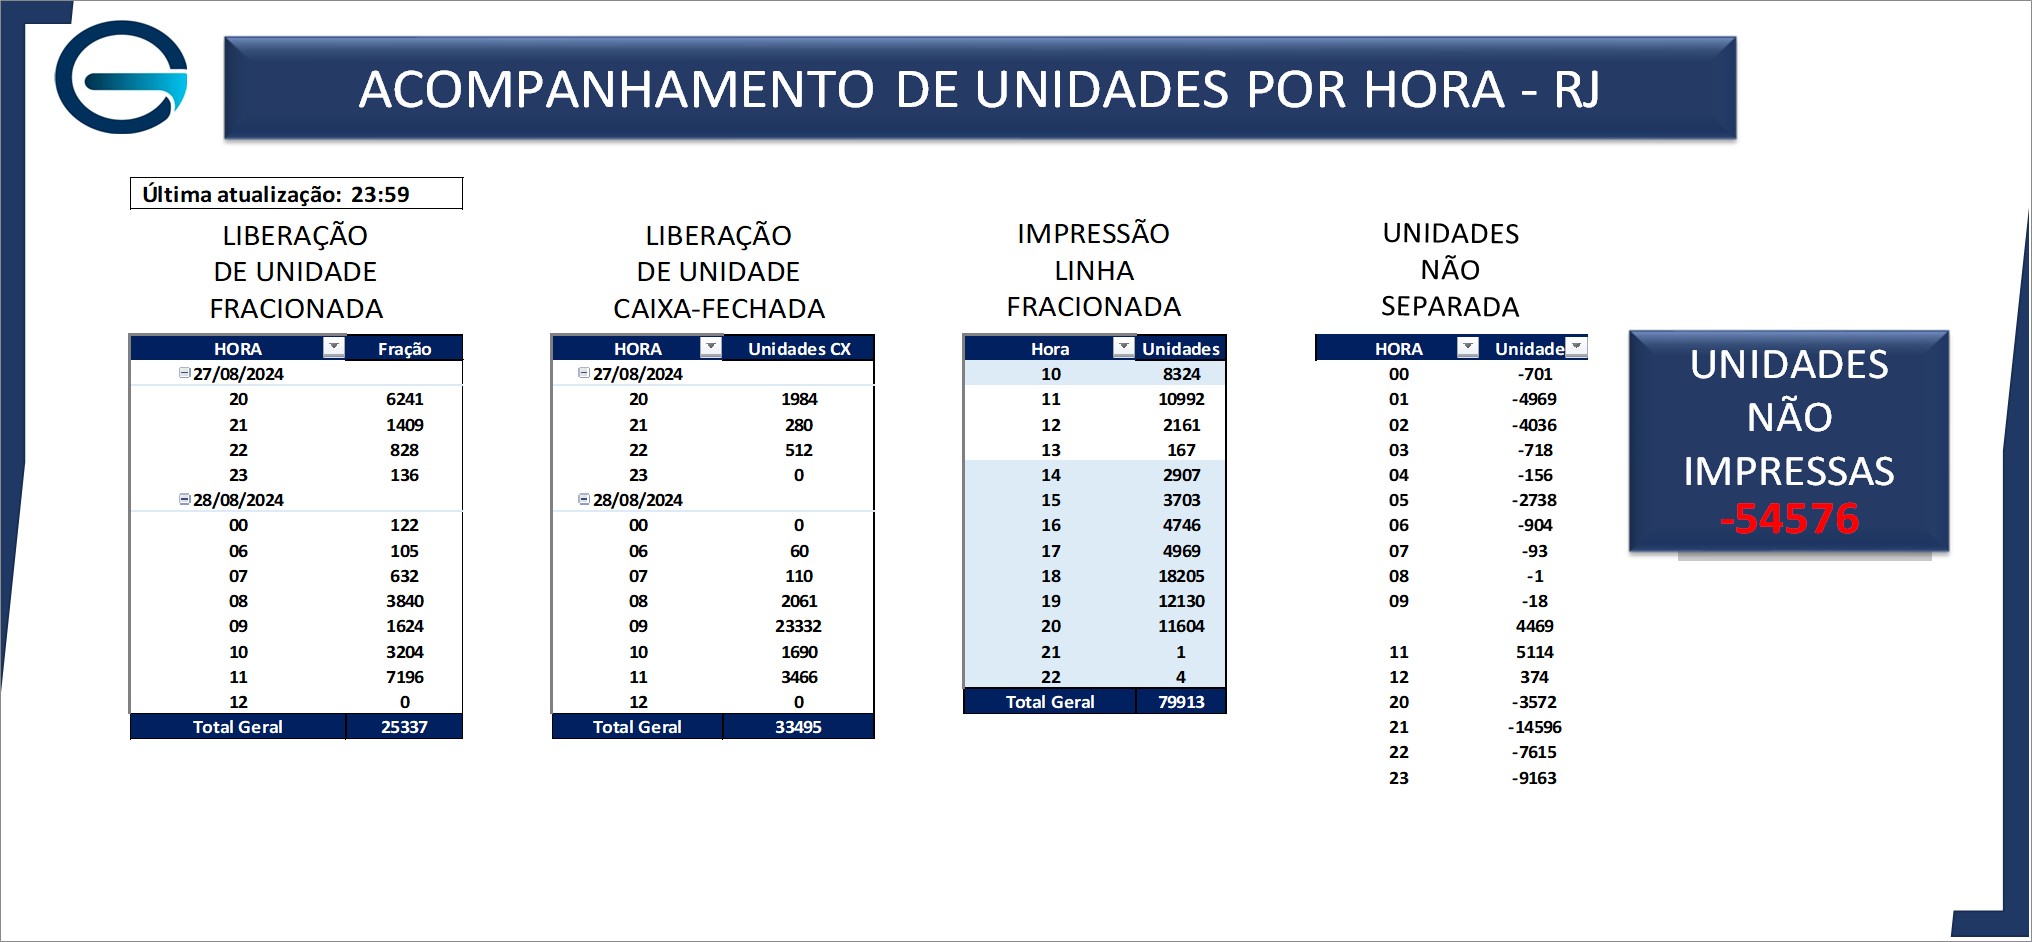 ACOMPANHAMENTO DE UNIDADES POR HORA - RJ
Última atualização: 23:59
LIBERAÇÃO
DE UNIDADE
FRACIONADA
HORA Fração
27/08/2024
20 6241
21 1409
22 828
23 136
28/08/2024
00 122
06 105
07 632
08 3840
09 1624
10 3204
11 7196
12 0
Total Geral 25337
LIBERAÇÃO
DE UNIDADE
CAIXA-FECHADA
HORA Unidades CX
27/08/2024
20 1984
21 280
22 512
23 0
28/08/2024
00 0
06 60
07 110
08 2061
09 23332
10 1690
11 3466
12 0
Total Geral 33495
IMPRESSÃO
LINHA
FRACIONADA
Hora Unidades
10 8324
11 10992
12 2161
13 167
14 2907
15 3703
16 4746
17 4969
18 18205
19 12130
20 11604
21 1
22 4
Total Geral 79913
UNIDADES
NÃO
SEPARADA
HORA Unidade
00 -701
01 -4969
02 -4036
03 -718
04 -156
05 -2738
06 -904
07 -93
08 -1
09 -18
4469
11 5114
12 374
20 -3572
21 -14596
22 -7615
23 -9163
UNIDADES
NÃO
IMPRESSAS
-54576